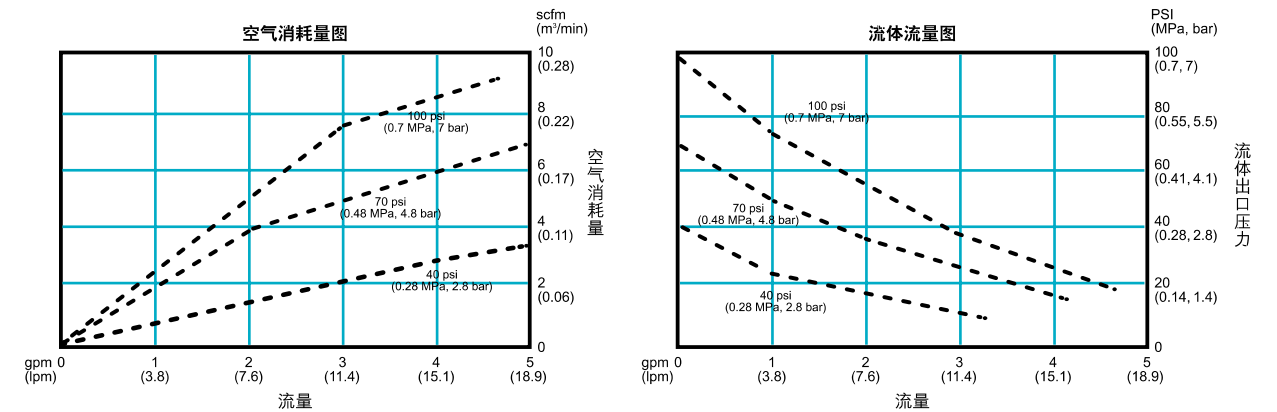 空气消耗量图
scfm
(m³/min)
10
(0.28)
8
(0.22)
6
(0.17)
4
(0.11)
2
(0.06)
0
空气消耗量
100 psi
(0.7 MPa, 7 bar)
70 psi
(0.48 MPa, 4.8 bar)
40 psi
(0.28 MPa, 2.8 bar)
gpm 0 1 2 3 4 5
(lpm) (3.8) (7.6) (11.4) (15.1) (18.9)
流量
流体流量图
PSI
(MPa, bar)
100
(0.7, 7)
80
(0.55, 5.5)
60
(0.41, 4.1)
40
(0.28, 2.8)
20
(0.14, 1.4)
0
流体出口压力
100 psi
(0.7 MPa, 7 bar)
70 psi
(0.48 MPa, 4.8 bar)
40 psi
(0.28 MPa, 2.8 bar)
gpm 0 1 2 3 4 5
(lpm) (3.8) (7.6) (11.4) (15.1) (18.9)
流量